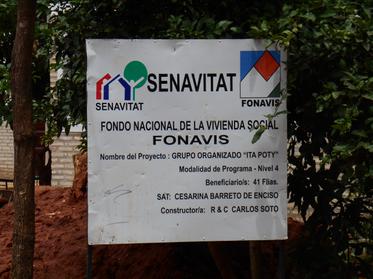 SENAVITAT
SENAVITAT
FONAVIS
FONDO NACIONAL DE LA VIVIENDA SOCIAL
FONAVIS
Nombre del Proyecto : GRUPO ORGANIZADO "ITA POTY"
Modalidad de Programa - Nivel 4
Beneficiario/s: 41 Flias.
SAT: CESARINA BARRETO DE ENCISO
Constructor/a: R & C CARLOS SOTO